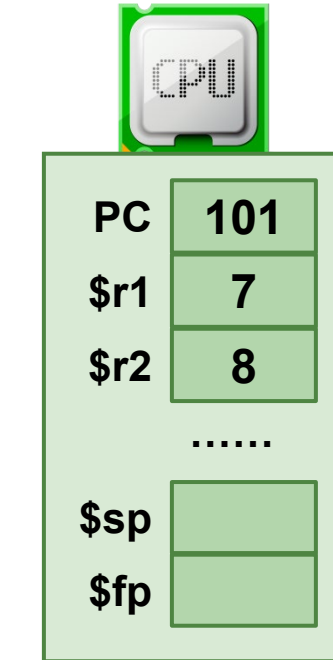 CPU
PC 101
$r1 7
$r2 8
......
$sp
$fp